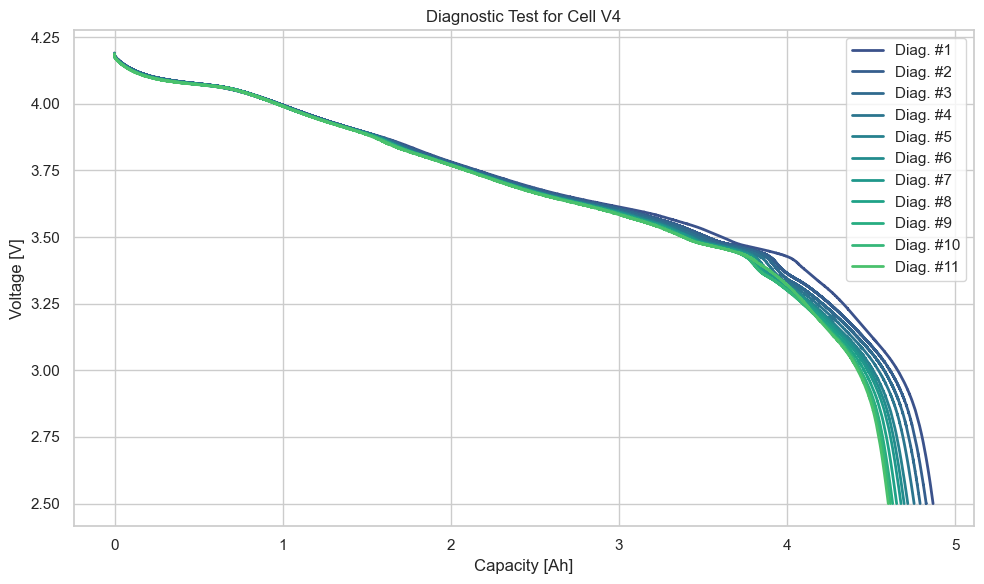 Diagnostic Test for Cell V4
Voltage [V]
4.25
4.00
3.75
3.50
3.25
3.00
2.75
2.50
Diag. #1
Diag. #2
Diag. #3
Diag. #4
Diag. #5
Diag. #6
Diag. #7
Diag. #8
Diag. #9
Diag. #10
Diag. #11
0 1 2 3 4 5
Capacity [Ah]